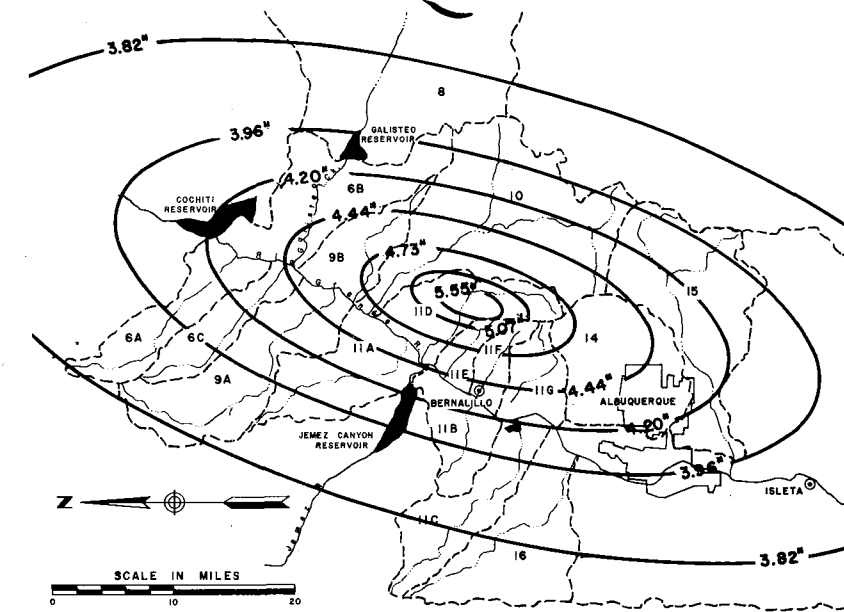 3.82"
8
3.96"
GALISTEO
RESERVOIR
4.20"
6B
COCHITI
RESERVOIR
10
4.44"
9B
4.73"
5.55"
15
11D
5.07"
6A
6C
14
11A
11F
9A
11E
11G
4.44"
BERNALILLO
ALBUQUERQUE
4.20"
11B
JEMEZ CANYON
RESERVOIR
3.96"
ISLETA
Z
11C
16
3.82"
SCALE IN MILES
0 10 20